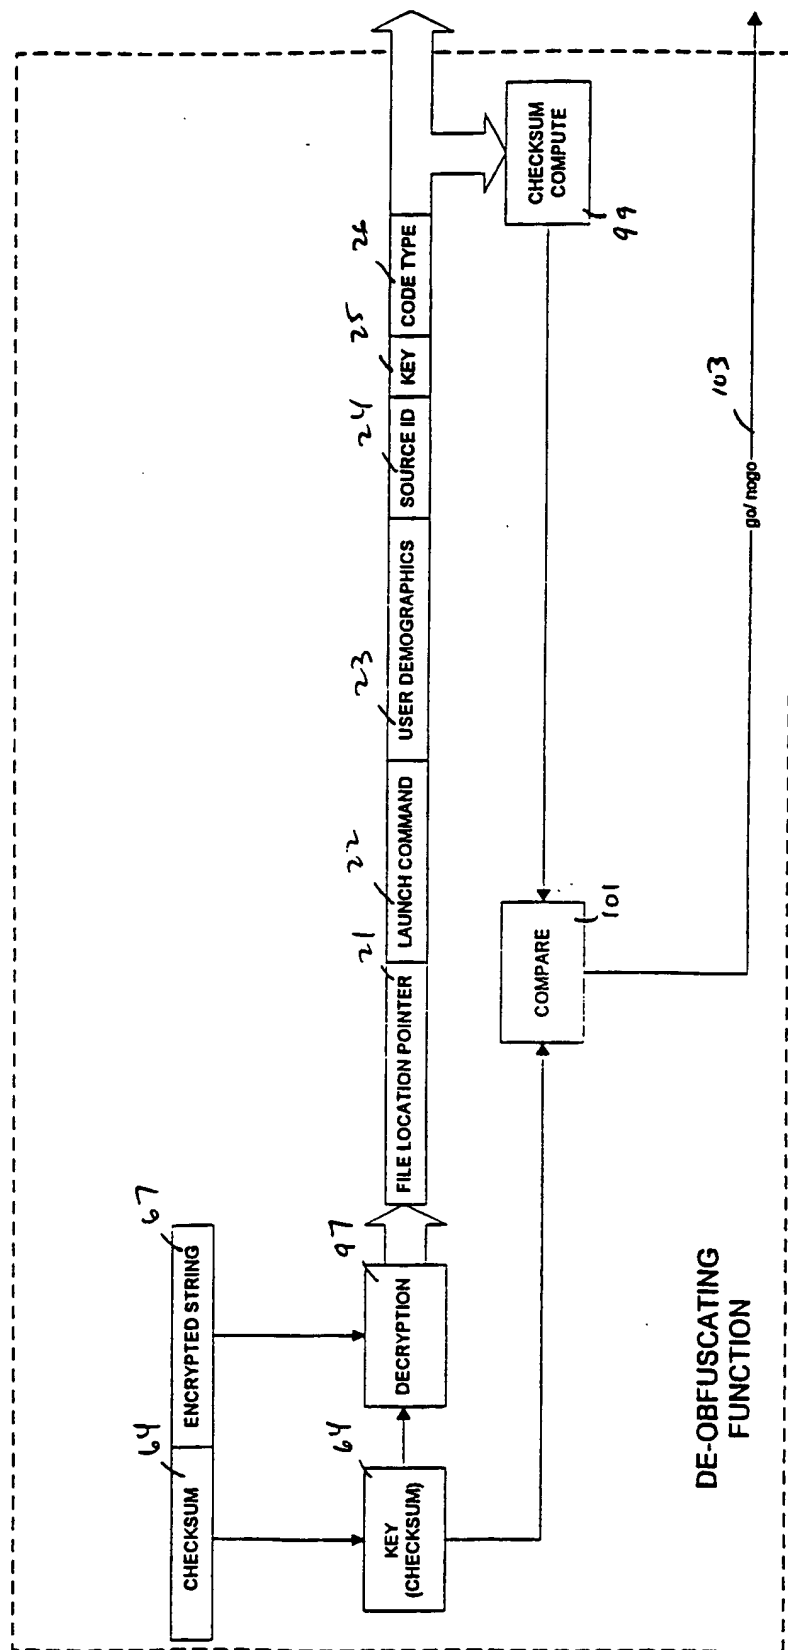 64
67
CHECKSUM
ENCRYPTED STRING
64
97
21
22
23
24
25
26
KEY
(CHECKSUM)
DECRYPTION
FILE LOCATION POINTER
LAUNCH COMMAND
USER DEMOGRAPHICS
SOURCE ID
KEY
CODE TYPE
COMPARE
101
CHECKSUM
COMPUTE
99
DE-OBFUSCATING
FUNCTION
go/ nogo
103